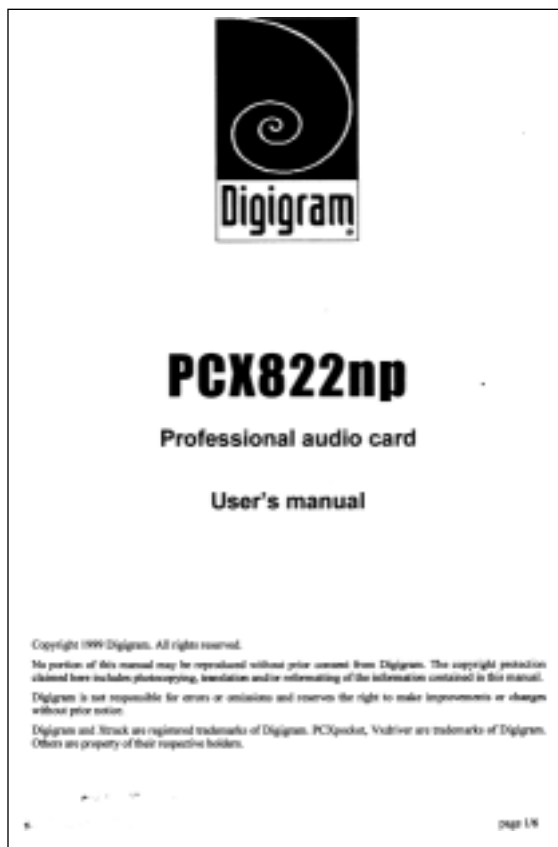 Digigram
PCX822np
Professional audio card
User's manual
Copyright 1999 Digigram. All rights reserved.
No portion of this manual may be reproduced without prior consent from Digigram. The copyright protection
claimed here includes photocopying, translation and/or reformatting of the information contained in this manual.
Digigram is not responsible for errors or omissions and reserves the right to make improvements or changes
without prior notice.
Digigram and Xtrack are registered trademarks of Digigram. PCXpocket, Vxdriver are trademarks of Digigram.
Others are property of their respective holders.
page 1/6